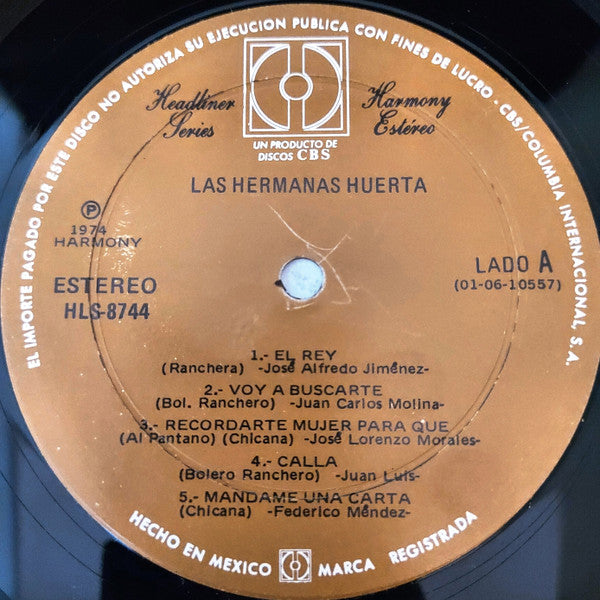 EL IMPORTE PAGADO POR ESTE DISCO NO AUTORIZA SU EJECUCION PUBLICA CON FINES DE LUCRO · CBS/COLUMBIA INTERNACIONAL, S.A.
Headliner Series
Harmony Estéreo
UN PRODUCTO DE
DISCOS CBS
LAS HERMANAS HUERTA
P
1974
HARMONY
ESTEREO
HLS-8744
LADO A
(01-06-10557)
1.- EL REY
(Ranchera) -José Alfredo Jiménez-
2.- VOY A BUSCARTE
(Bol. Ranchero) -Juan Carlos Molina-
3.- RECORDARTE MUJER PARA QUE
(Al Pantano) (Chicana) -José Lorenzo Morales-
4.- CALLA
(Bolero Ranchero) -Juan Luis-
5.- MANDAME UNA CARTA
(Chicana) -Federico Méndez-
HECHO EN MEXICO MARCA REGISTRADA